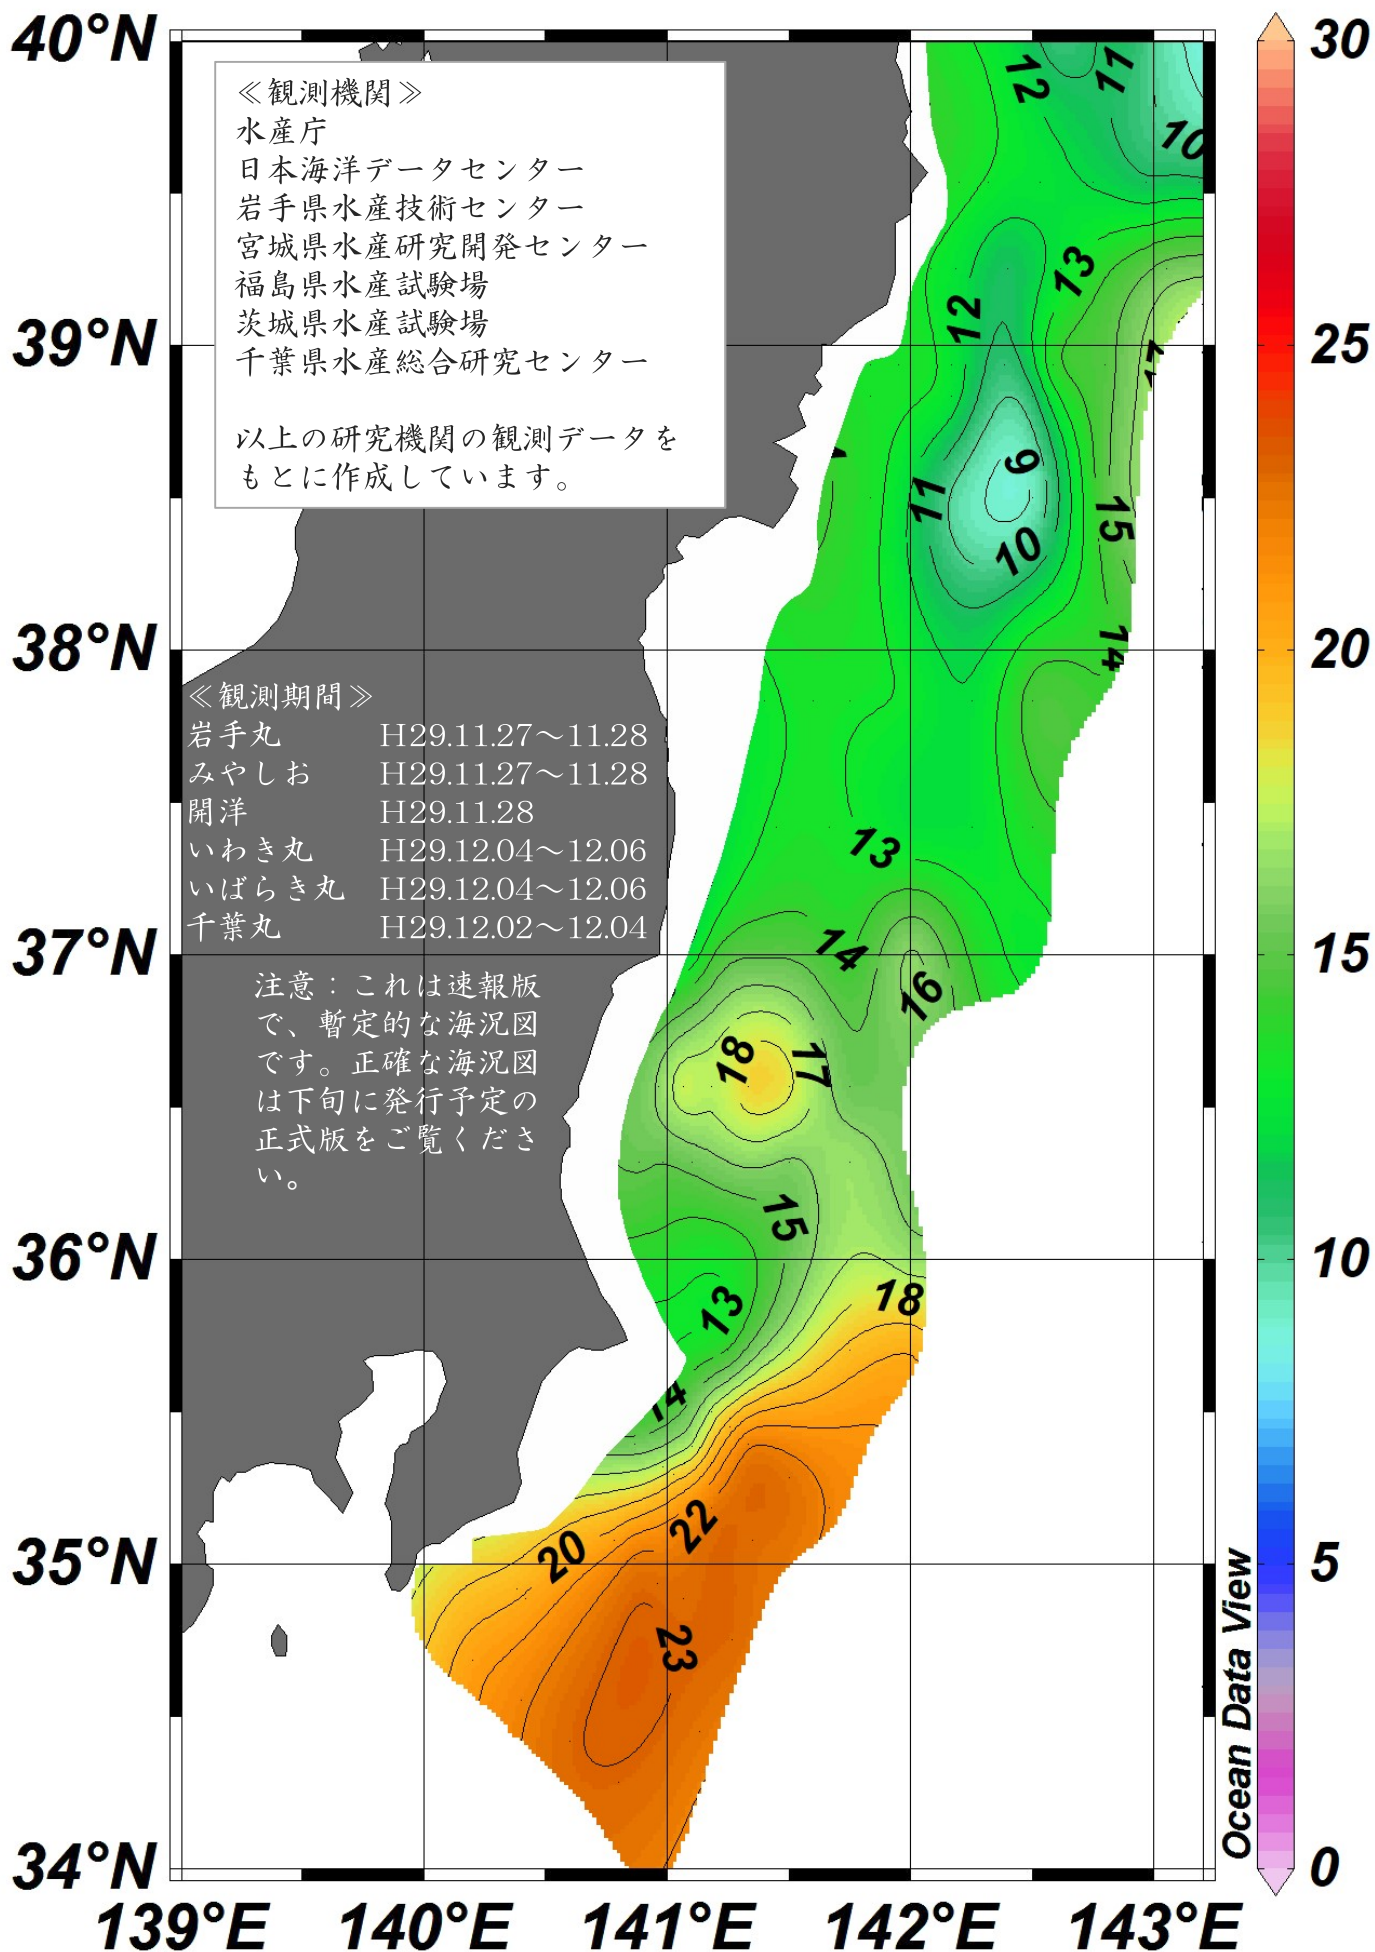 40°N
39°N
38°N
37°N
36°N
35°N
34°N
139°E 140°E 141°E 142°E 143°E
≪観測機関≫
水産庁
日本海洋データセンター
岩手県水産技術センター
宮城県水産研究開発センター
福島県水産試験場
茨城県水産試験場
千葉県水産総合研究センター
以上の研究機関の観測データを
もとに作成しています。
≪観測期間≫
岩手丸 H29.11.27～11.28
みやしお H29.11.27～11.28
開洋 H29.11.28
いわき丸 H29.12.04～12.06
いばらき丸 H29.12.04～12.06
千葉丸 H29.12.02～12.04
注意：これは速報版
で、暫定的な海況図
です。正確な海況図
は下旬に発行予定の
正式版をご覧くださ
い。
12
11
10
13
12
17
9
11
10
15
14
13
14
16
18
17
15
18
13
14
22
20
23
30
25
20
15
10
5
0
Ocean Data View